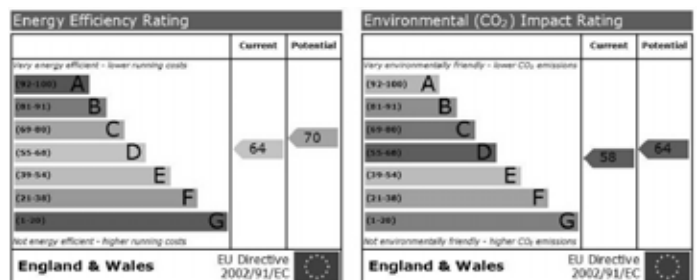 Energy Efficiency Rating
Current Potential
Very energy efficient - lower running costs
(92-100) A
(81-91) B
(69-80) C
(55-68) D
(39-54) E
(21-38) F
(1-20) G
64
70
Not energy efficient - higher running costs
England & Wales
EU Directive
2002/91/EC
Environmental (CO₂) Impact Rating
Current Potential
Very environmentally friendly - lower CO₂ emissions
(92-100) A
(81-91) B
(69-80) C
(55-68) D
(39-54) E
(21-38) F
(1-20) G
58
64
Not environmentally friendly - higher CO₂ emissions
England & Wales
EU Directive
2002/91/EC